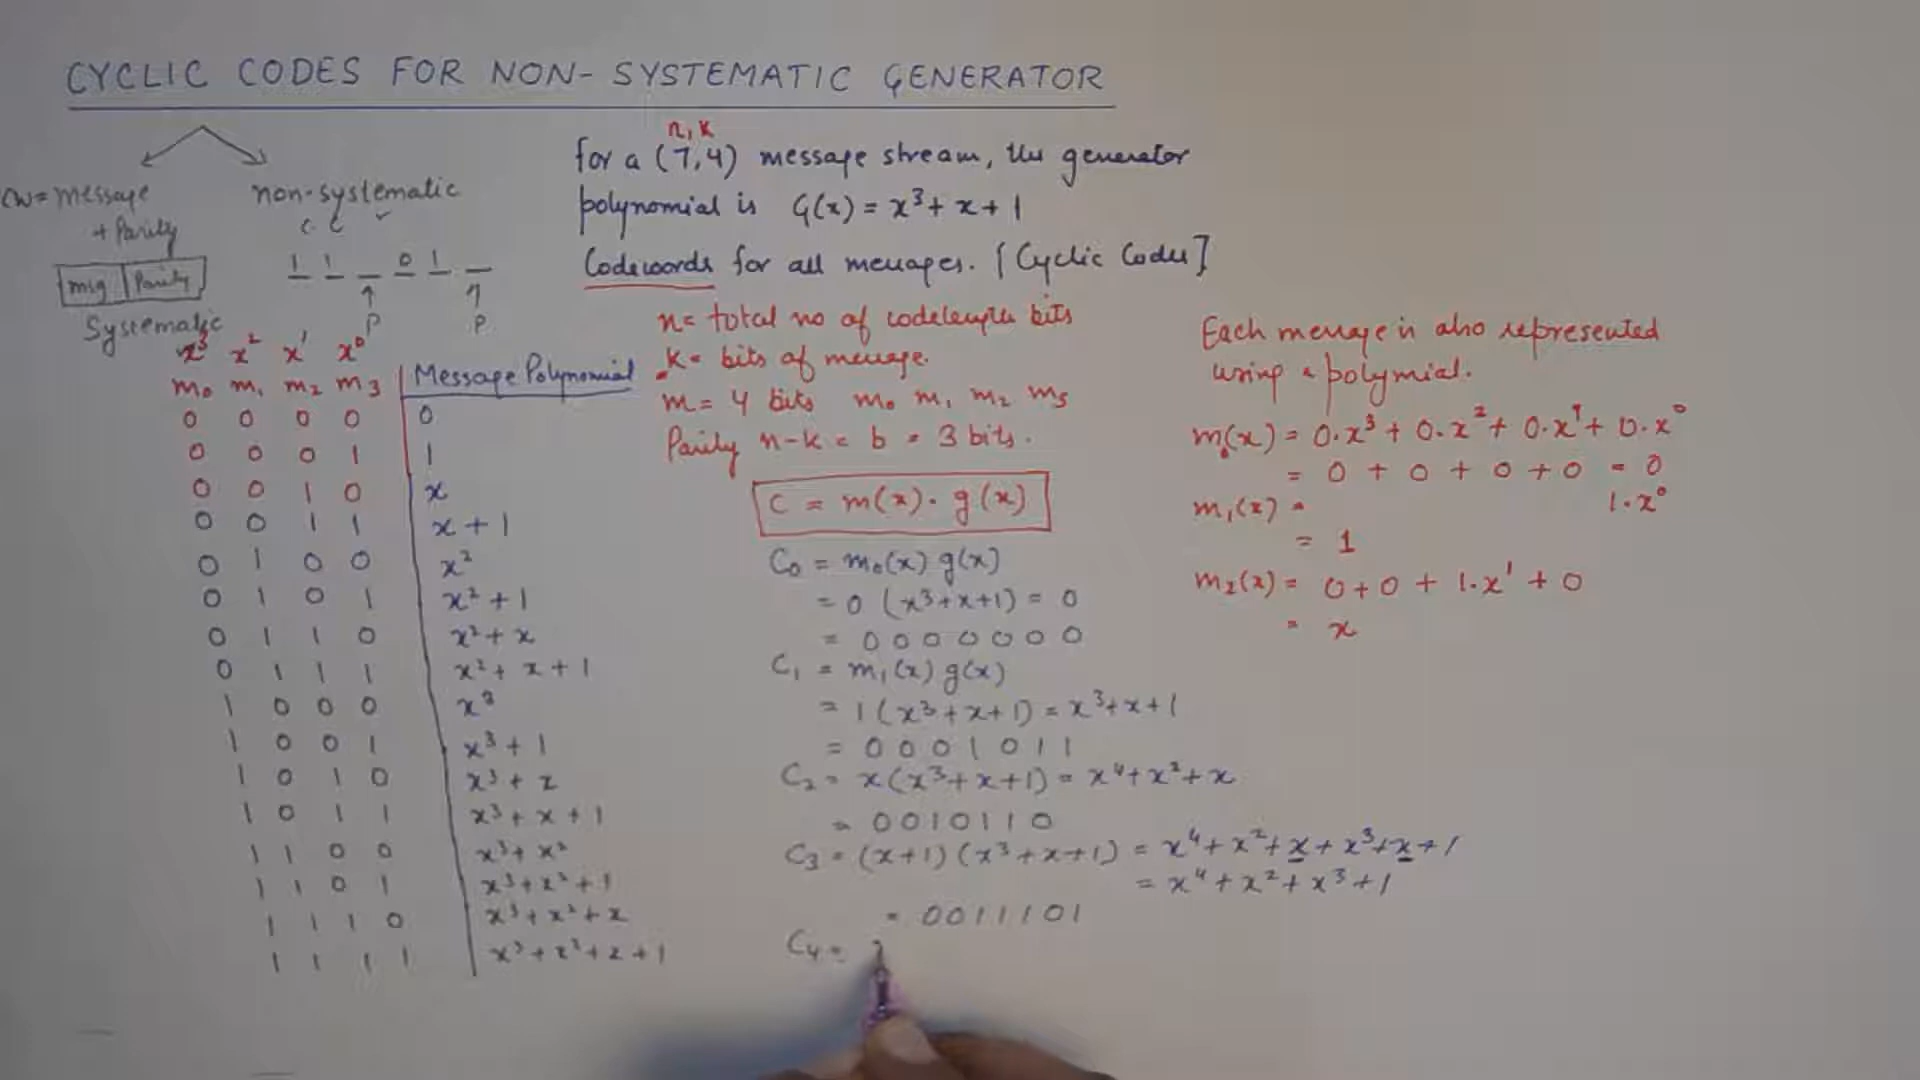 CYCLIC CODES FOR NON-SYSTEMATIC GENERATOR
CW = message
+ Parity
msg | Parity
Systematic
non-systematic
C. C ✓
1 1 _ 0 1 _
↑ ↑
P P
n, k
for a (7,4) message stream, the generator
polynomial is G(x) = x³ + x + 1
Codewords for all messages. [Cyclic Codes]
n = total no of codelength bits
k = bits of message.
m = 4 bits m₀ m₁ m₂ m₃
Parity n-k = b = 3 bits.
C = m(x). g(x)
x³ x² x¹ x⁰
m₀ m₁ m₂ m₃ | Message Polynomial
0 0 0 0 | 0
0 0 0 1 | 1
0 0 1 0 | x
0 0 1 1 | x + 1
0 1 0 0 | x²
0 1 0 1 | x² + 1
0 1 1 0 | x² + x
0 1 1 1 | x² + x + 1
1 0 0 0 | x³
1 0 0 1 | x³ + 1
1 0 1 0 | x³ + x
1 0 1 1 | x³ + x + 1
1 1 0 0 | x³ + x²
1 1 0 1 | x³ + x² + 1
1 1 1 0 | x³ + x² + x
1 1 1 1 | x³ + x² + x + 1
C₀ = m₀(x) g(x)
= 0 (x³+x+1) = 0
= 0 0 0 0 0 0 0
C₁ = m₁(x) g(x)
= 1 (x³+x+1) = x³+x+1
= 0 0 0 1 0 1 1
C₂ = x(x³+x+1) = x⁴+x²+x
= 0 0 1 0 1 1 0
C₃ = (x+1) (x³+x+1) = x⁴+x²+x+x³+x+1
= x⁴+x²+x³+1
= 0 0 1 1 1 0 1
C₄ =
Each message is also represented
using a polymial.
m₀(x) = 0.x³ + 0.x² + 0.x¹ + 0.x⁰
= 0 + 0 + 0 + 0 = 0
m₁(x) = 1.x⁰
= 1
m₂(x) = 0 + 0 + 1.x¹ + 0
= x